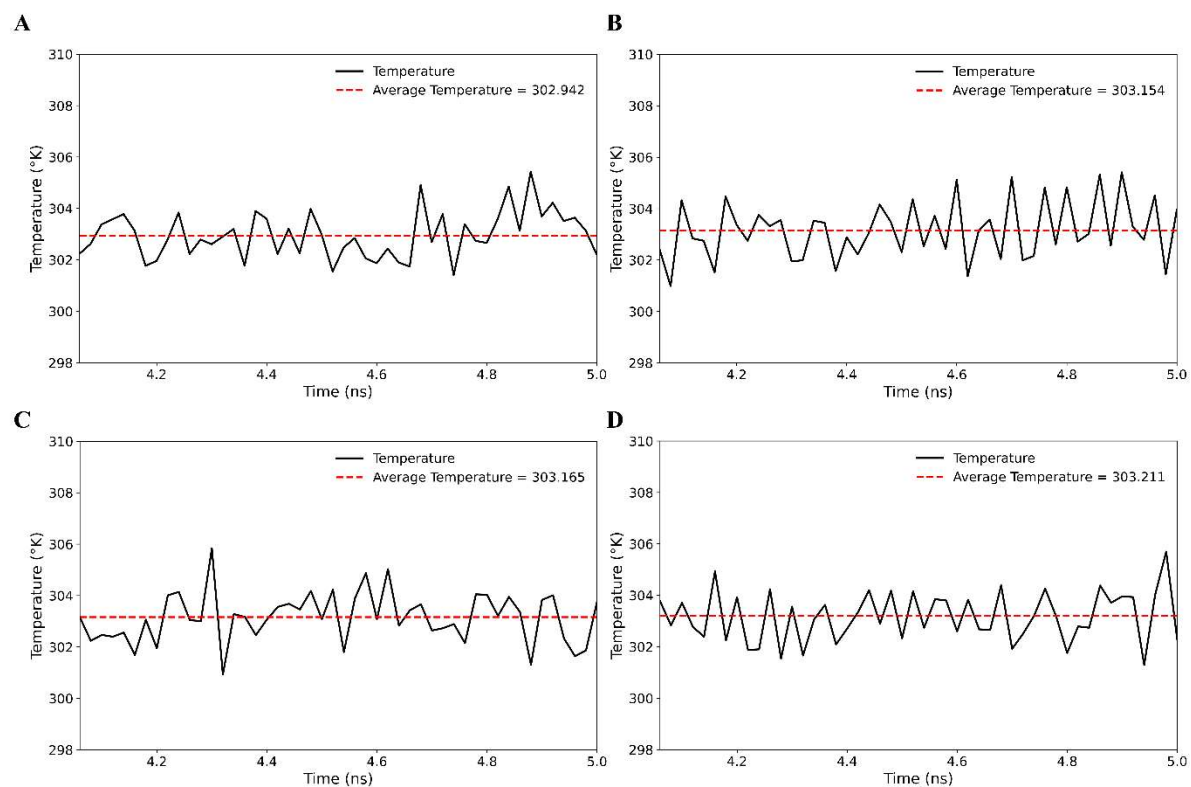 A
310
308
306
304
302
300
298
Temperature (°K)
Temperature
Average Temperature = 302.942
4.2
4.4
4.6
4.8
5.0
Time (ns)
B
310
308
306
304
302
300
298
Temperature (°K)
Temperature
Average Temperature = 303.154
4.2
4.4
4.6
4.8
5.0
Time (ns)
C
310
308
306
304
302
300
298
Temperature (°K)
Temperature
Average Temperature = 303.165
4.2
4.4
4.6
4.8
5.0
Time (ns)
D
310
308
306
304
302
300
298
Temperature (°K)
Temperature
Average Temperature = 303.211
4.2
4.4
4.6
4.8
5.0
Time (ns)